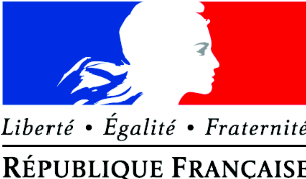 Liberté • Égalité • Fraternité
RÉPUBLIQUE FRANÇAISE